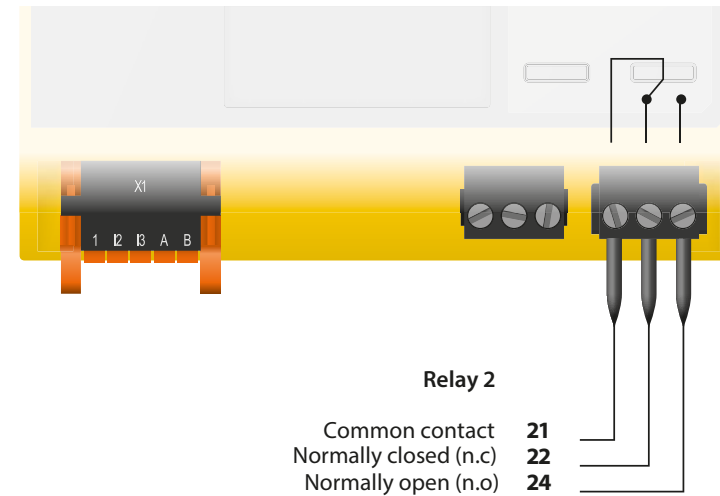 X1
1 I2 I3 A B
Relay 2
Common contact 21
Normally closed (n.c) 22
Normally open (n.o) 24